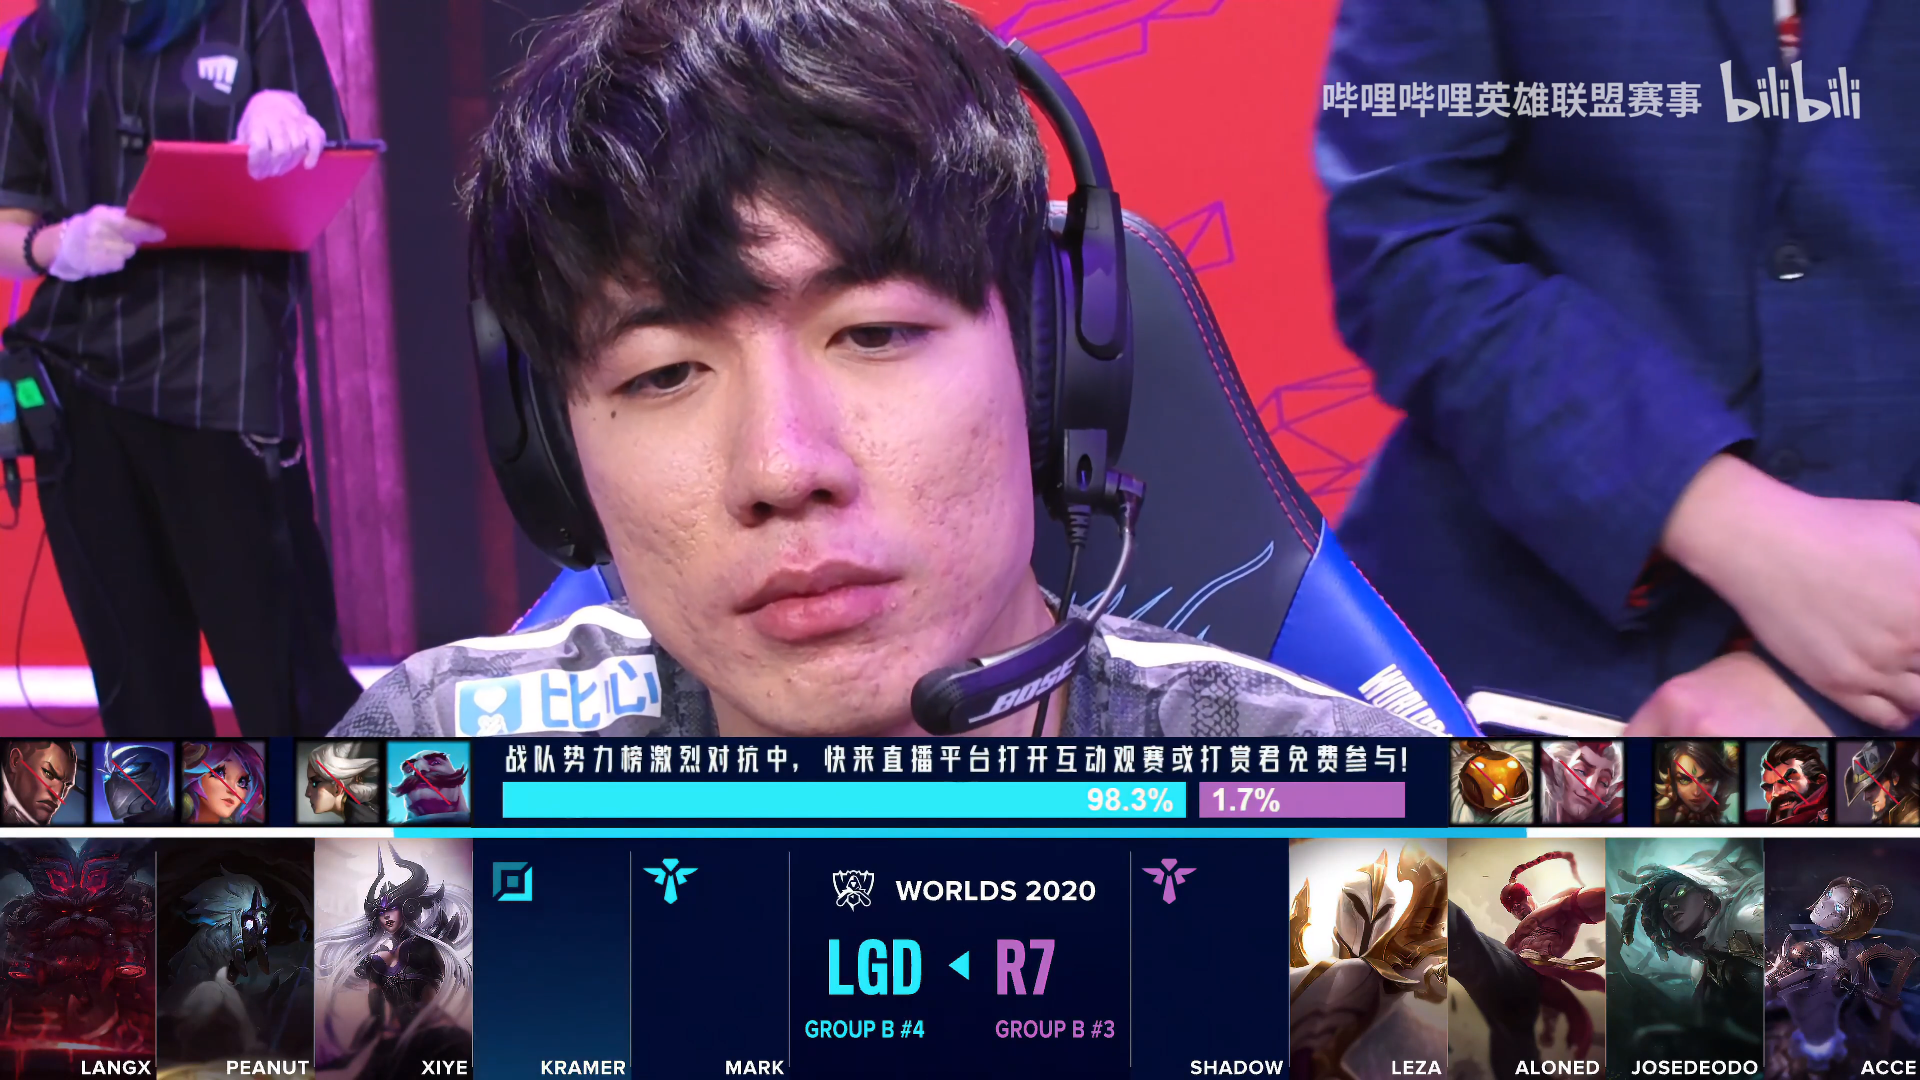 哔哩哔哩英雄联盟赛事 bilibili
BOSE
比心
WORLDS
战队势力榜激烈对抗中，快来直播平台打开互动观赛或打赏君免费参与!
98.3% 1.7%
WORLDS 2020
LGD R7
GROUP B #4 GROUP B #3
LANGX PEANUT XIYE KRAMER MARK SHADOW LEZA ALONED JOSEDEODO ACCE